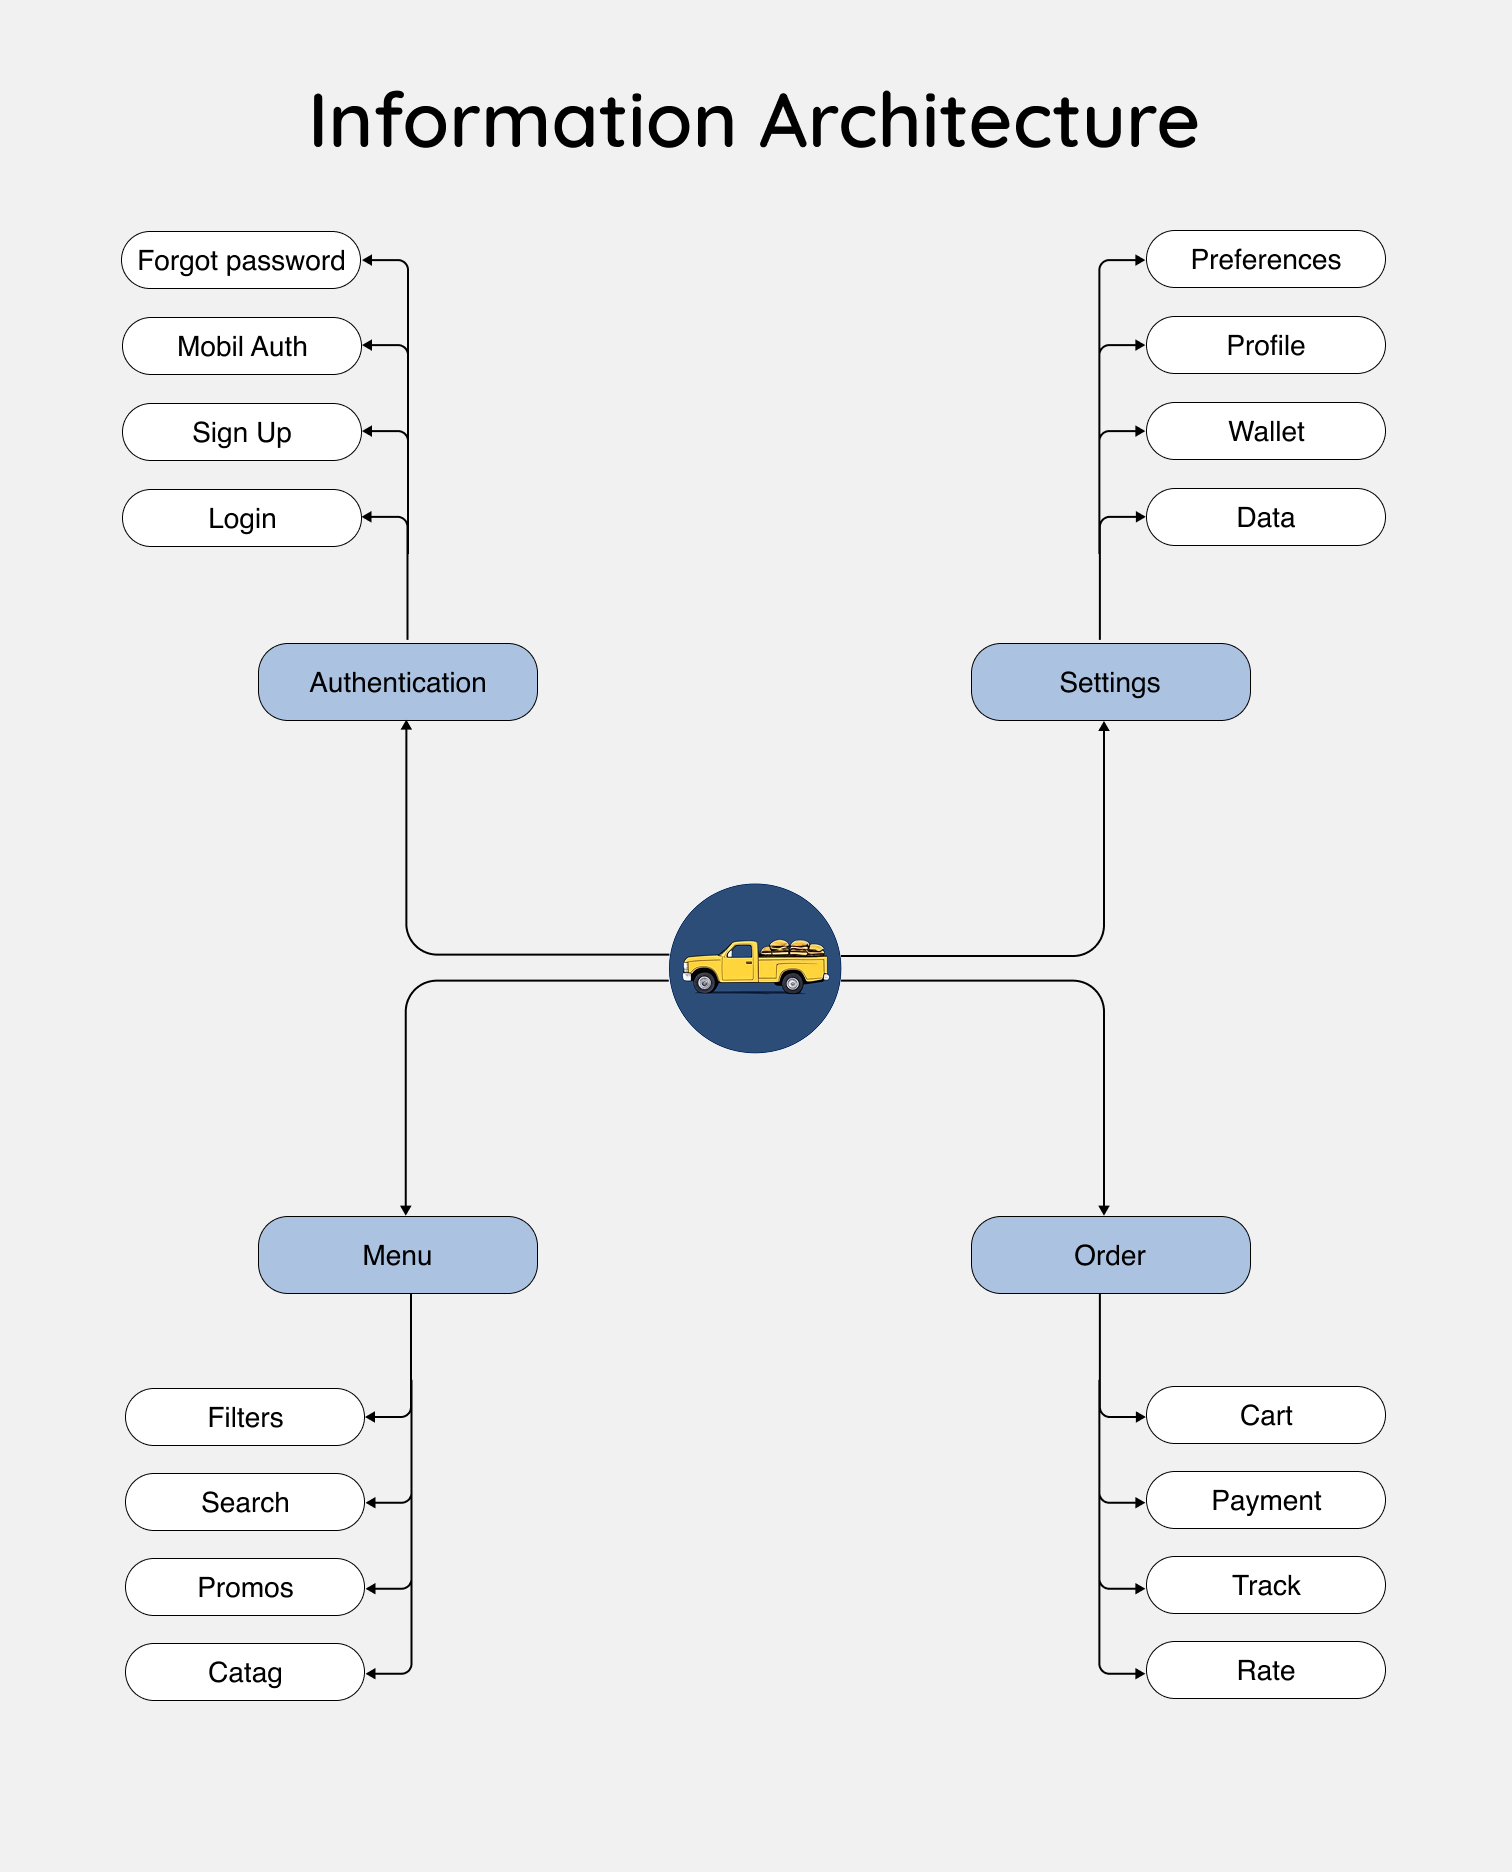 Information Architecture
Forgot password
Mobil Auth
Sign Up
Login
Authentication
Preferences
Profile
Wallet
Data
Settings
Menu
Filters
Search
Promos
Catag
Order
Cart
Payment
Track
Rate